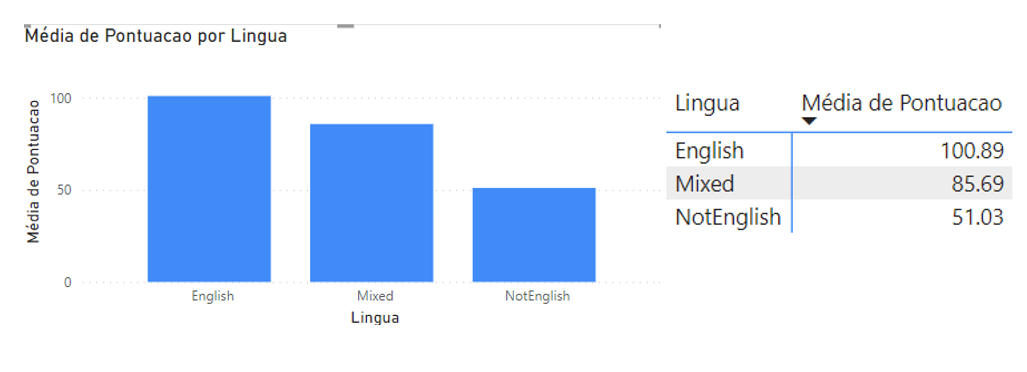 Média de Pontuacao por Lingua
Média de Pontuacao
100
50
0
English Mixed NotEnglish
Lingua
Lingua Média de Pontuacao
English 100.89
Mixed 85.69
NotEnglish 51.03